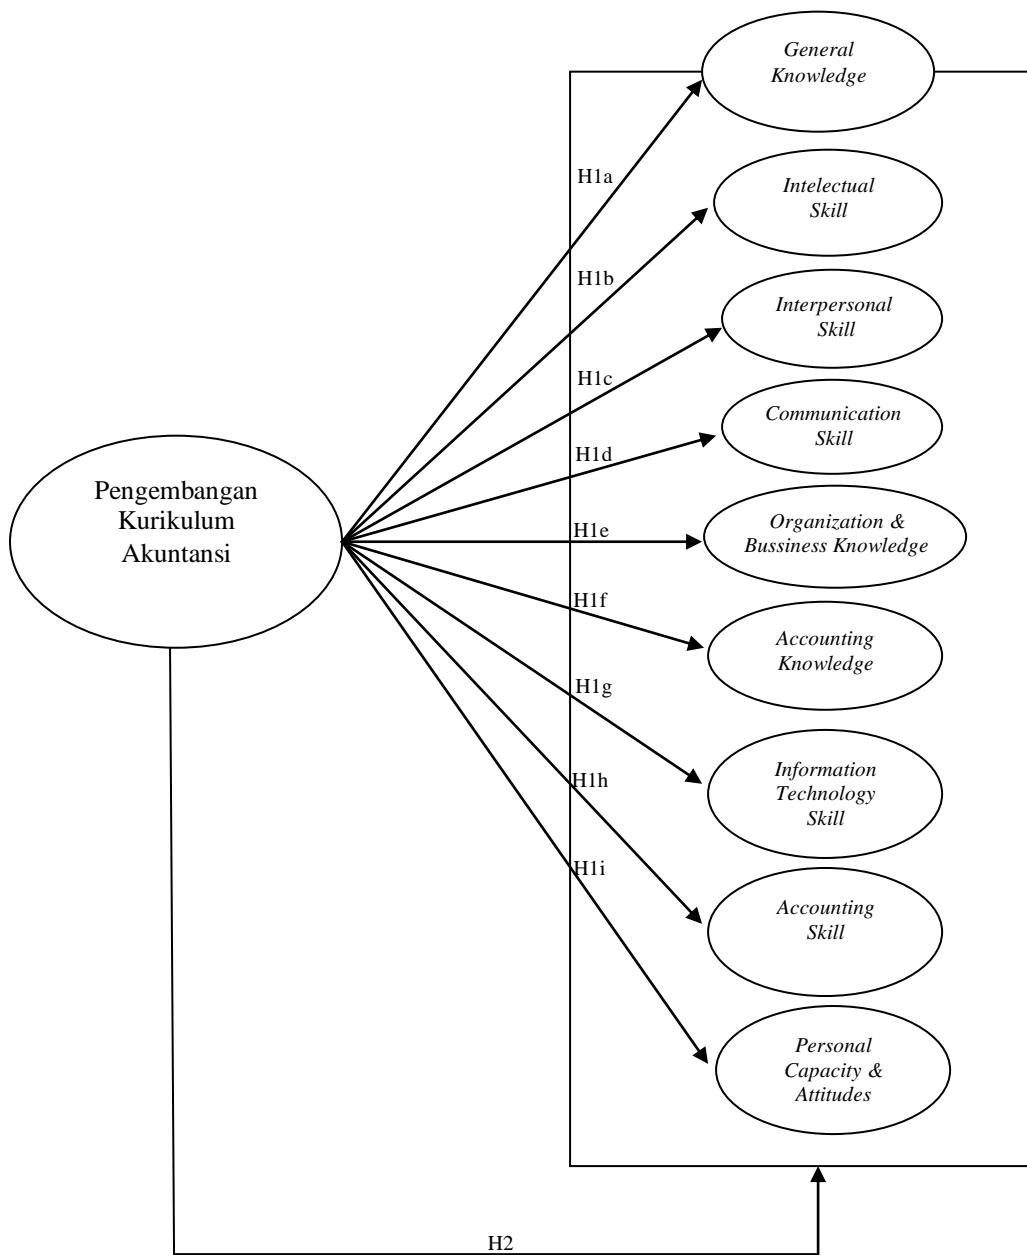 General
Knowledge
H1a
Intelectual
Skill
H1b
Interpersonal
Skill
H1c
Communication
Skill
H1d
Pengembangan
Kurikulum
Akuntansi
Organization &
Bussiness Knowledge
H1e
H1f
Accounting
Knowledge
H1g
Information
Technology
Skill
H1h
Accounting
Skill
H1i
Personal
Capacity &
Attitudes
H2